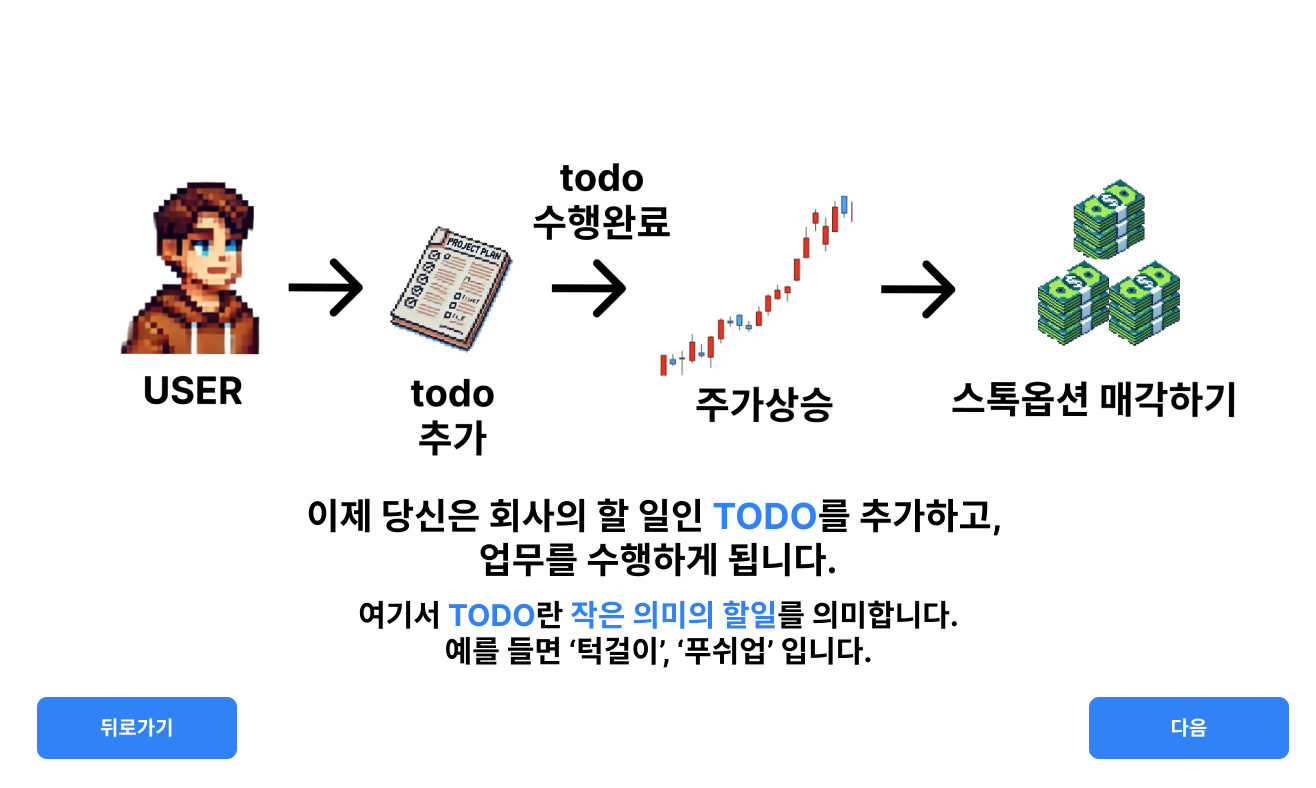 todo
수행완료
PROJECT PLAN
USER
todo
추가
주가상승
스톡옵션 매각하기
이제 당신은 회사의 할 일인 TODO를 추가하고,
업무를 수행하게 됩니다.
여기서 TODO란 작은 의미의 할일를 의미합니다.
예를 들면 ‘턱걸이’, ‘푸쉬업’ 입니다.
뒤로가기
다음